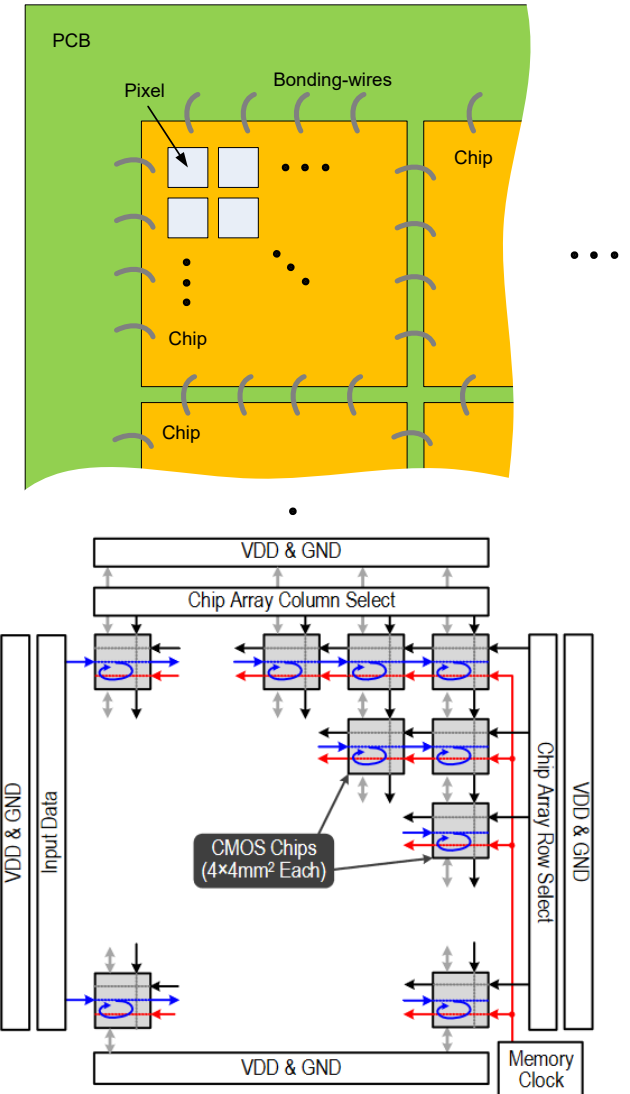 PCB
Bonding-wires
Pixel
Chip
Chip
Chip
VDD & GND
Chip Array Column Select
VDD & GND
Input Data
Chip Array Row Select
VDD & GND
CMOS Chips
(4×4mm² Each)
VDD & GND
Memory
Clock